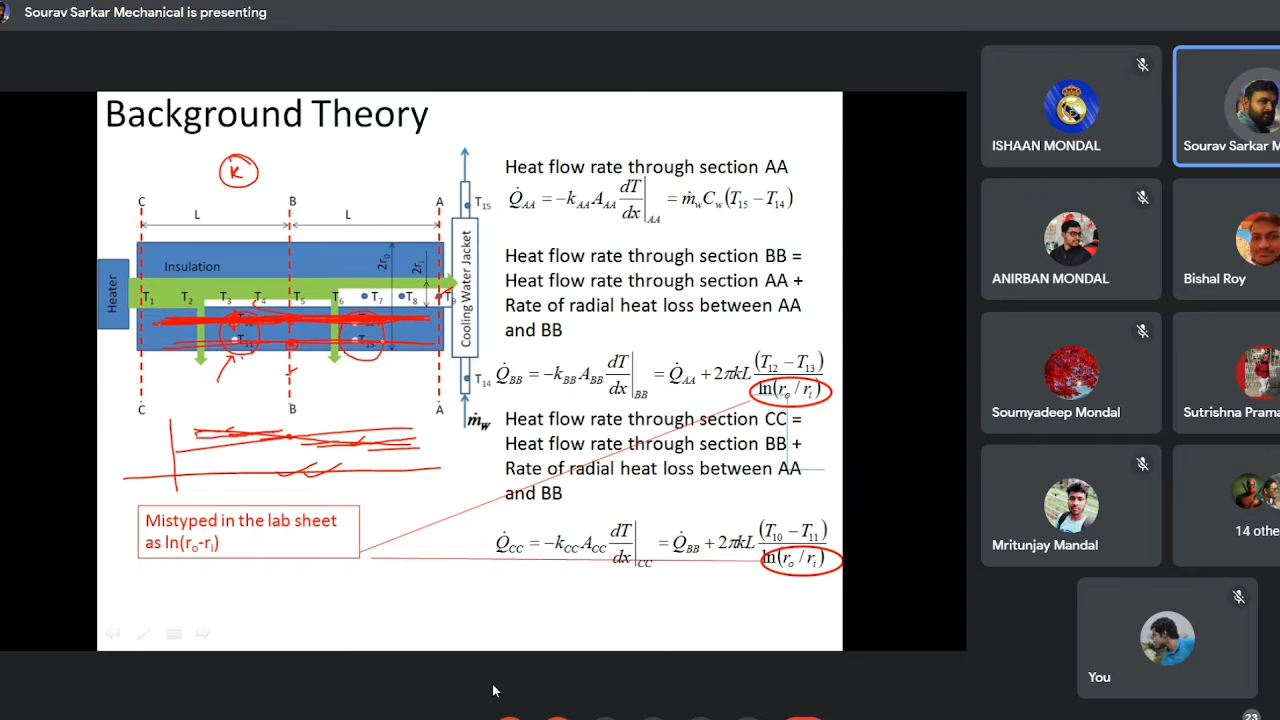 Sourav Sarkar Mechanical is presenting
Background Theory
K
C
B
A
L
L
T15
Insulation
2ro
2ri
Heater
T1
T2
T3
T4
T5
T6
T7
T8
T9
Cooling Water Jacket
T11
T13
T14
C
B
A
ṁw
Heat flow rate through section AA
Q̇AA = −kAA AAA dT/dx|AA = ṁwCw(T15 − T14)
Heat flow rate through section BB =
Heat flow rate through section AA +
Rate of radial heat loss between AA
and BB
Q̇BB = −kBB ABB dT/dx|BB = Q̇AA + 2πkL (T12 − T13)/ln(ro / ri)
Heat flow rate through section CC =
Heat flow rate through section BB +
Rate of radial heat loss between AA
and BB
Q̇CC = −kCC ACC dT/dx|CC = Q̇BB + 2πkL (T10 − T11)/ln(ro / ri)
Mistyped in the lab sheet
as ln(ro-ri)
ISHAAN MONDAL
Sourav Sarkar M
ANIRBAN MONDAL
Bishal Roy
Soumyadeep Mondal
Sutrishna Prama
Mritunjay Mandal
14 othe
You
23